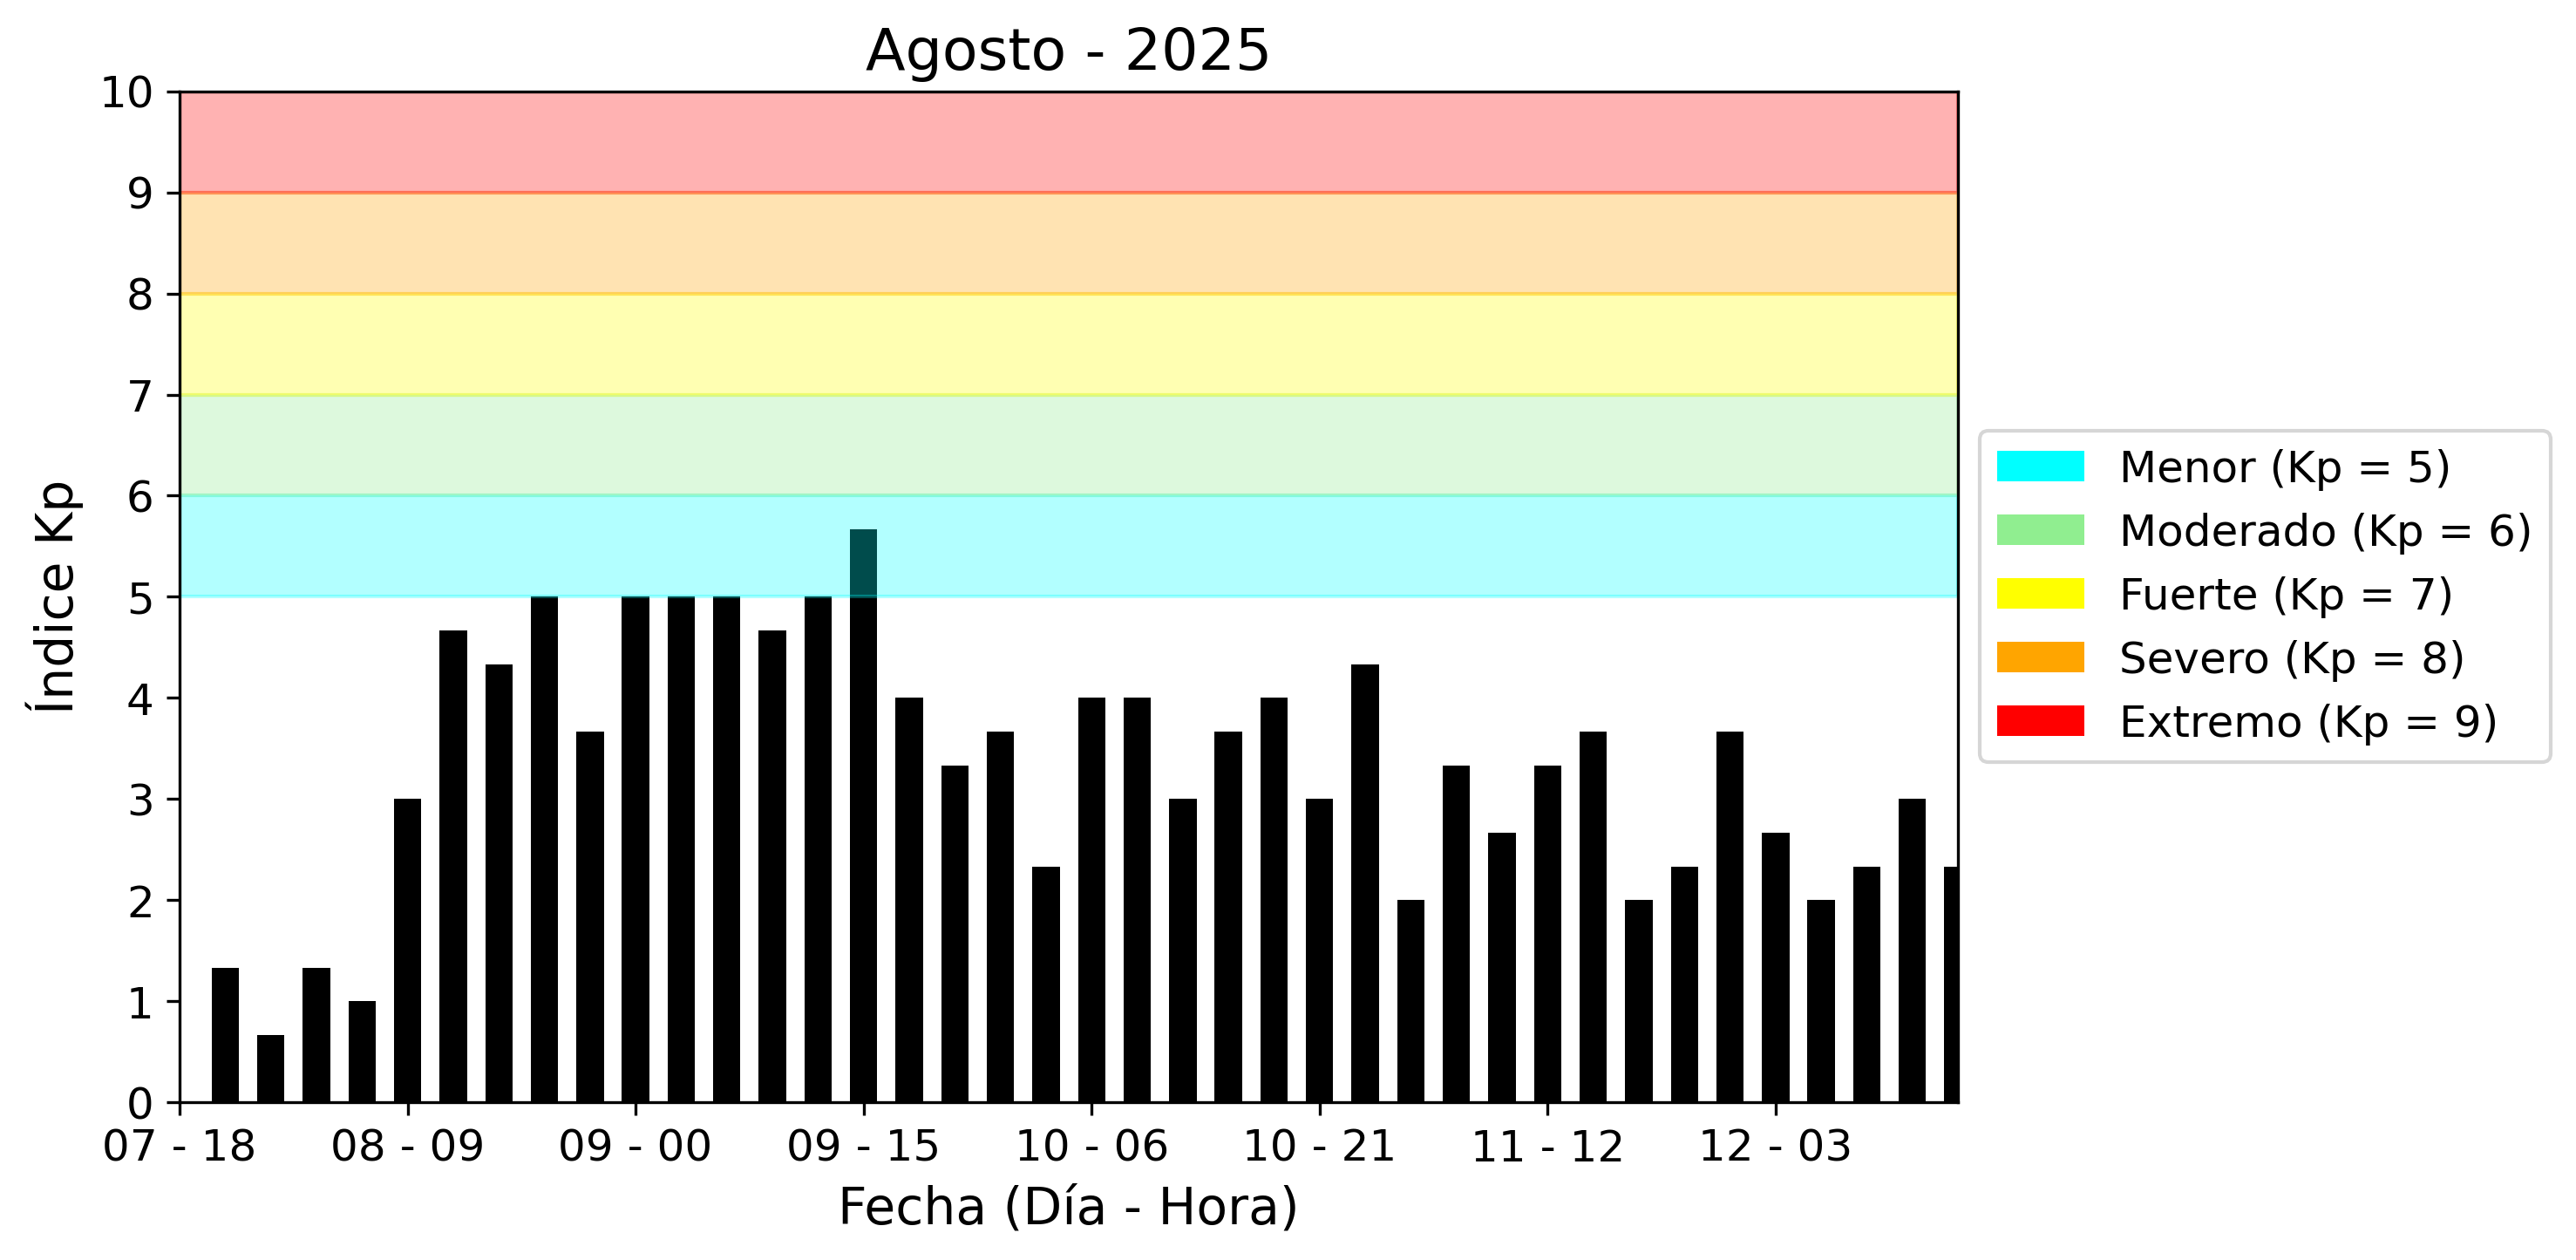 Agosto - 2025
10
9
8
7
6
5
4
3
2
1
0
Índice Kp
07 - 18
08 - 09
09 - 00
09 - 15
10 - 06
10 - 21
11 - 12
12 - 03
Fecha (Día - Hora)
Menor (Kp = 5)
Moderado (Kp = 6)
Fuerte (Kp = 7)
Severo (Kp = 8)
Extremo (Kp = 9)